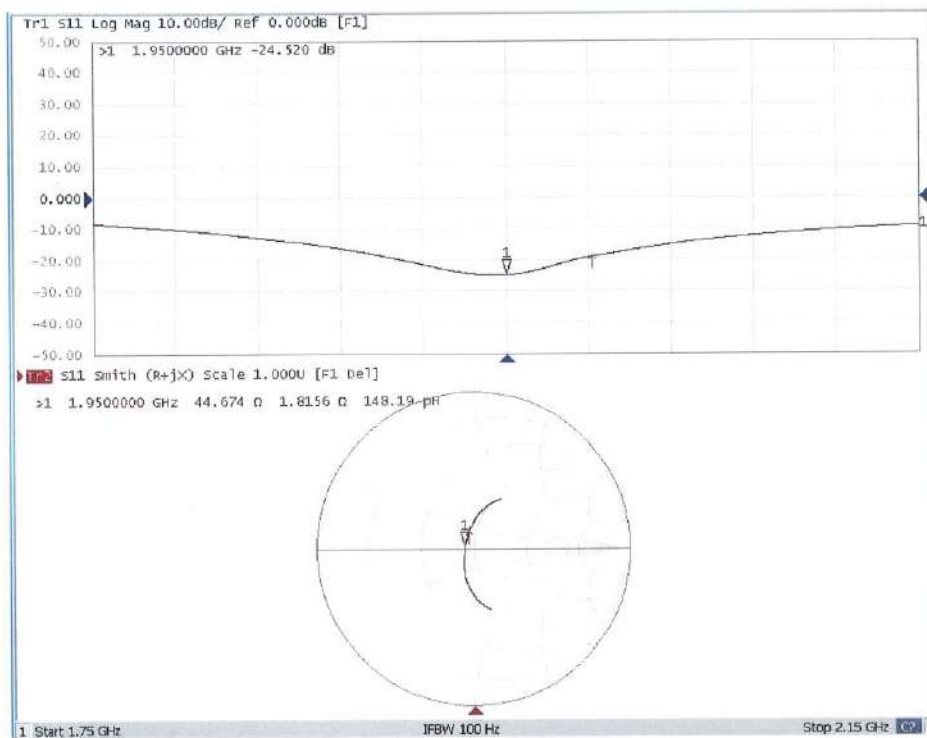 Tr1 S11 Log Mag 10.00dB/ Ref 0.000dB [F1]
50.00
>1 1.9500000 GHz -24.520 dB
40.00
30.00
20.00
10.00
0.000
-10.00
1
-20.00
1
-30.00
-40.00
-50.00
Tr2 S11 Smith (R+jX) Scale 1.000U [F1 Del]
>1 1.9500000 GHz 44.674 Ω 1.8156 Ω 148.19 pH
1
1 Start 1.75 GHz IFBW 100 Hz Stop 2.15 GHz C?